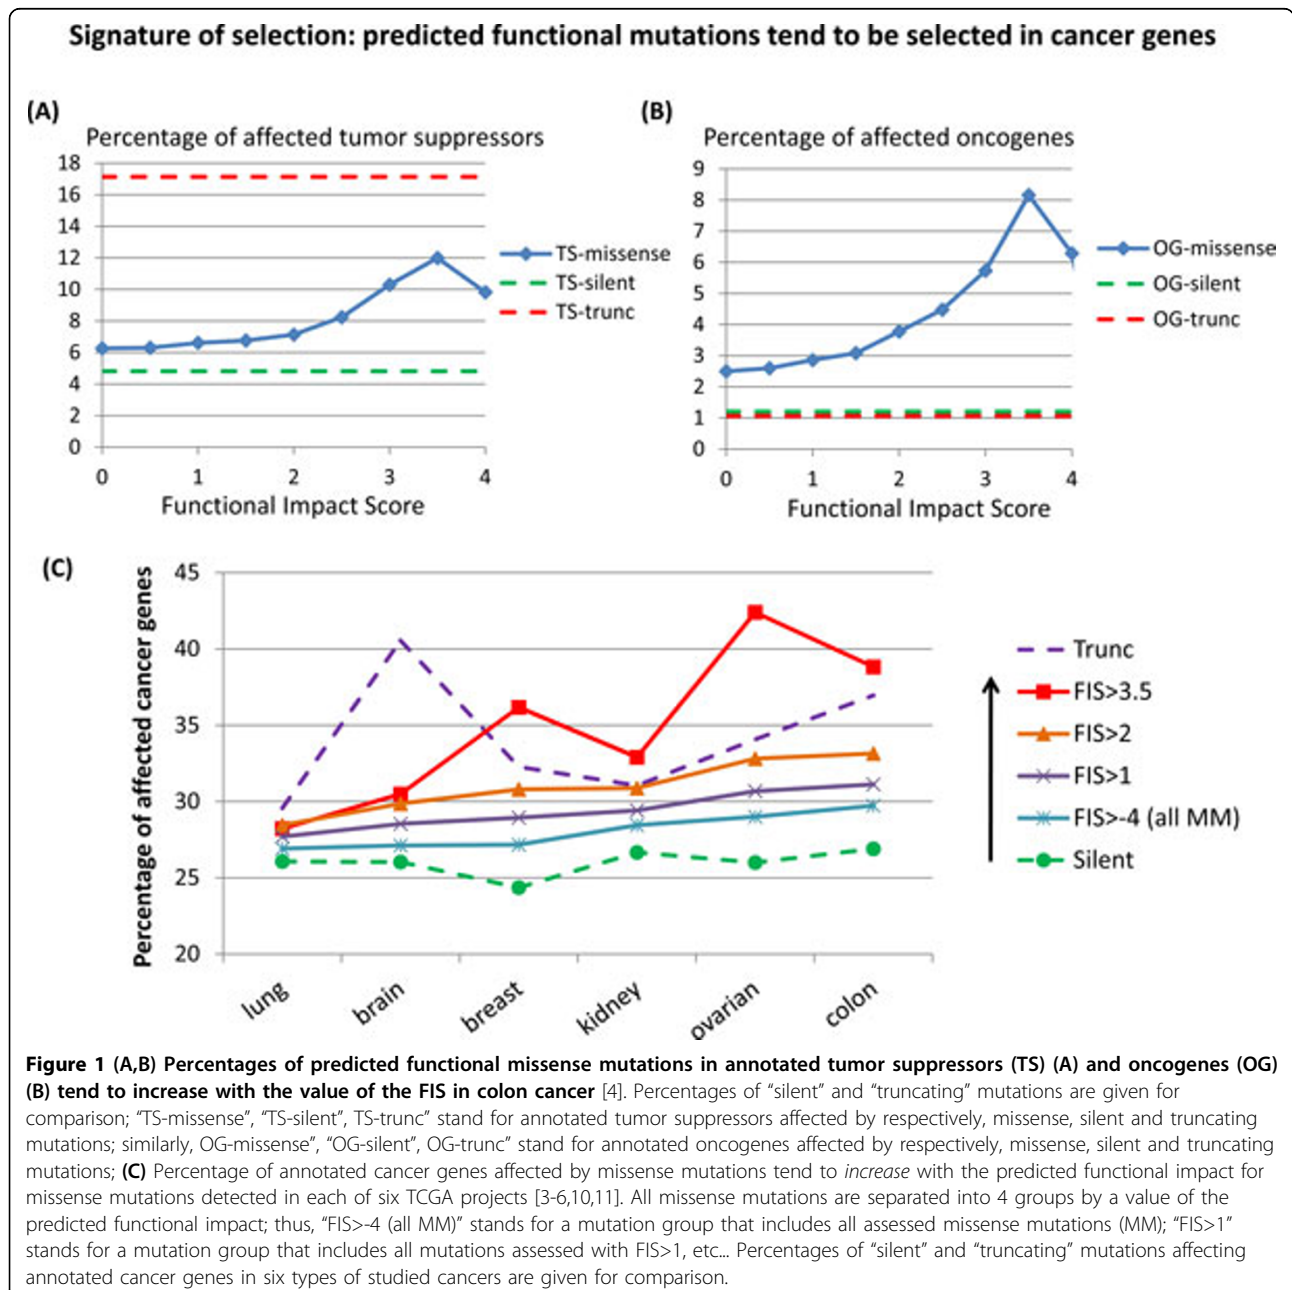 Signature of selection: predicted functional mutations tend to be selected in cancer genes
(A)
Percentage of affected tumor suppressors
18
16
14
12
10
8
6
4
2
0
0 1 2 3 4
Functional Impact Score
TS-missense
TS-silent
TS-trunc
(B)
Percentage of affected oncogenes
9
8
7
6
5
4
3
2
1
0
0 1 2 3 4
Functional Impact Score
OG-missense
OG-silent
OG-trunc
(C)
Percentage of affected cancer genes
45
40
35
30
25
20
lung brain breast kidney ovarian colon
Trunc
FIS>3.5
FIS>2
FIS>1
FIS>-4 (all MM)
Silent
Figure 1 (A,B) Percentages of predicted functional missense mutations in annotated tumor suppressors (TS) (A) and oncogenes (OG)
(B) tend to increase with the value of the FIS in colon cancer [4]. Percentages of “silent” and “truncating” mutations are given for
comparison; “TS-missense”, “TS-silent”, TS-trunc” stand for annotated tumor suppressors affected by respectively, missense, silent and truncating
mutations; similarly, OG-missense”, “OG-silent”, OG-trunc” stand for annotated oncogenes affected by respectively, missense, silent and truncating
mutations; (C) Percentage of annotated cancer genes affected by missense mutations tend to increase with the predicted functional impact for
missense mutations detected in each of six TCGA projects [3-6,10,11]. All missense mutations are separated into 4 groups by a value of the
predicted functional impact; thus, “FIS>-4 (all MM)” stands for a mutation group that includes all assessed missense mutations (MM); “FIS>1”
stands for a mutation group that includes all mutations assessed with FIS>1, etc... Percentages of “silent” and “truncating” mutations affecting
annotated cancer genes in six types of studied cancers are given for comparison.